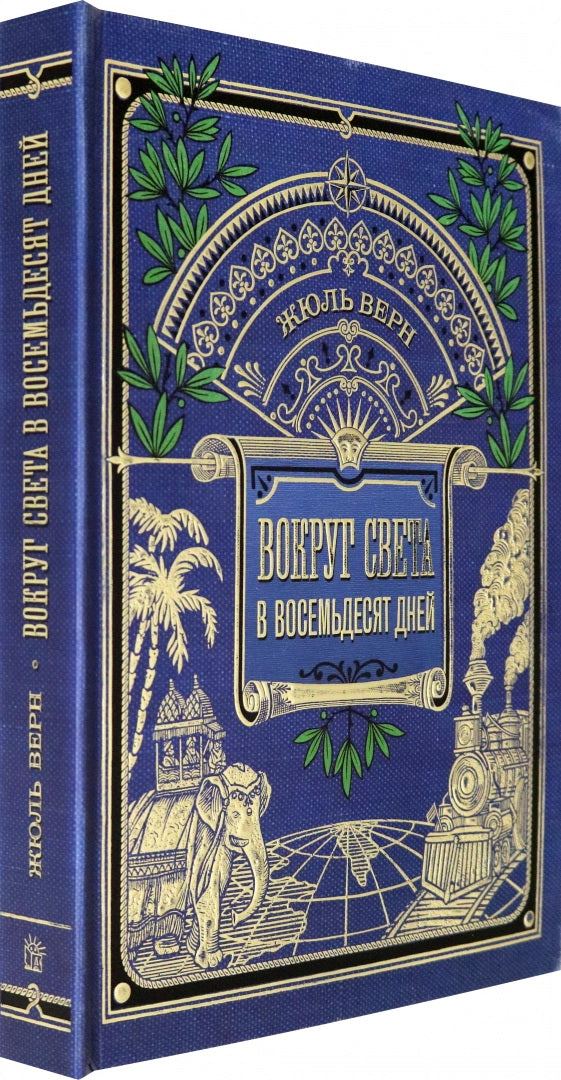 ЖЮЛЬ ВЕРН
ВОКРУГ СВЕТА
В ВОСЕМЬДЕСЯТ ДНЕЙ
ЖЮЛЬ ВЕРН • ВОКРУГ СВЕТА В ВОСЕМЬДЕСЯТ ДНЕЙ